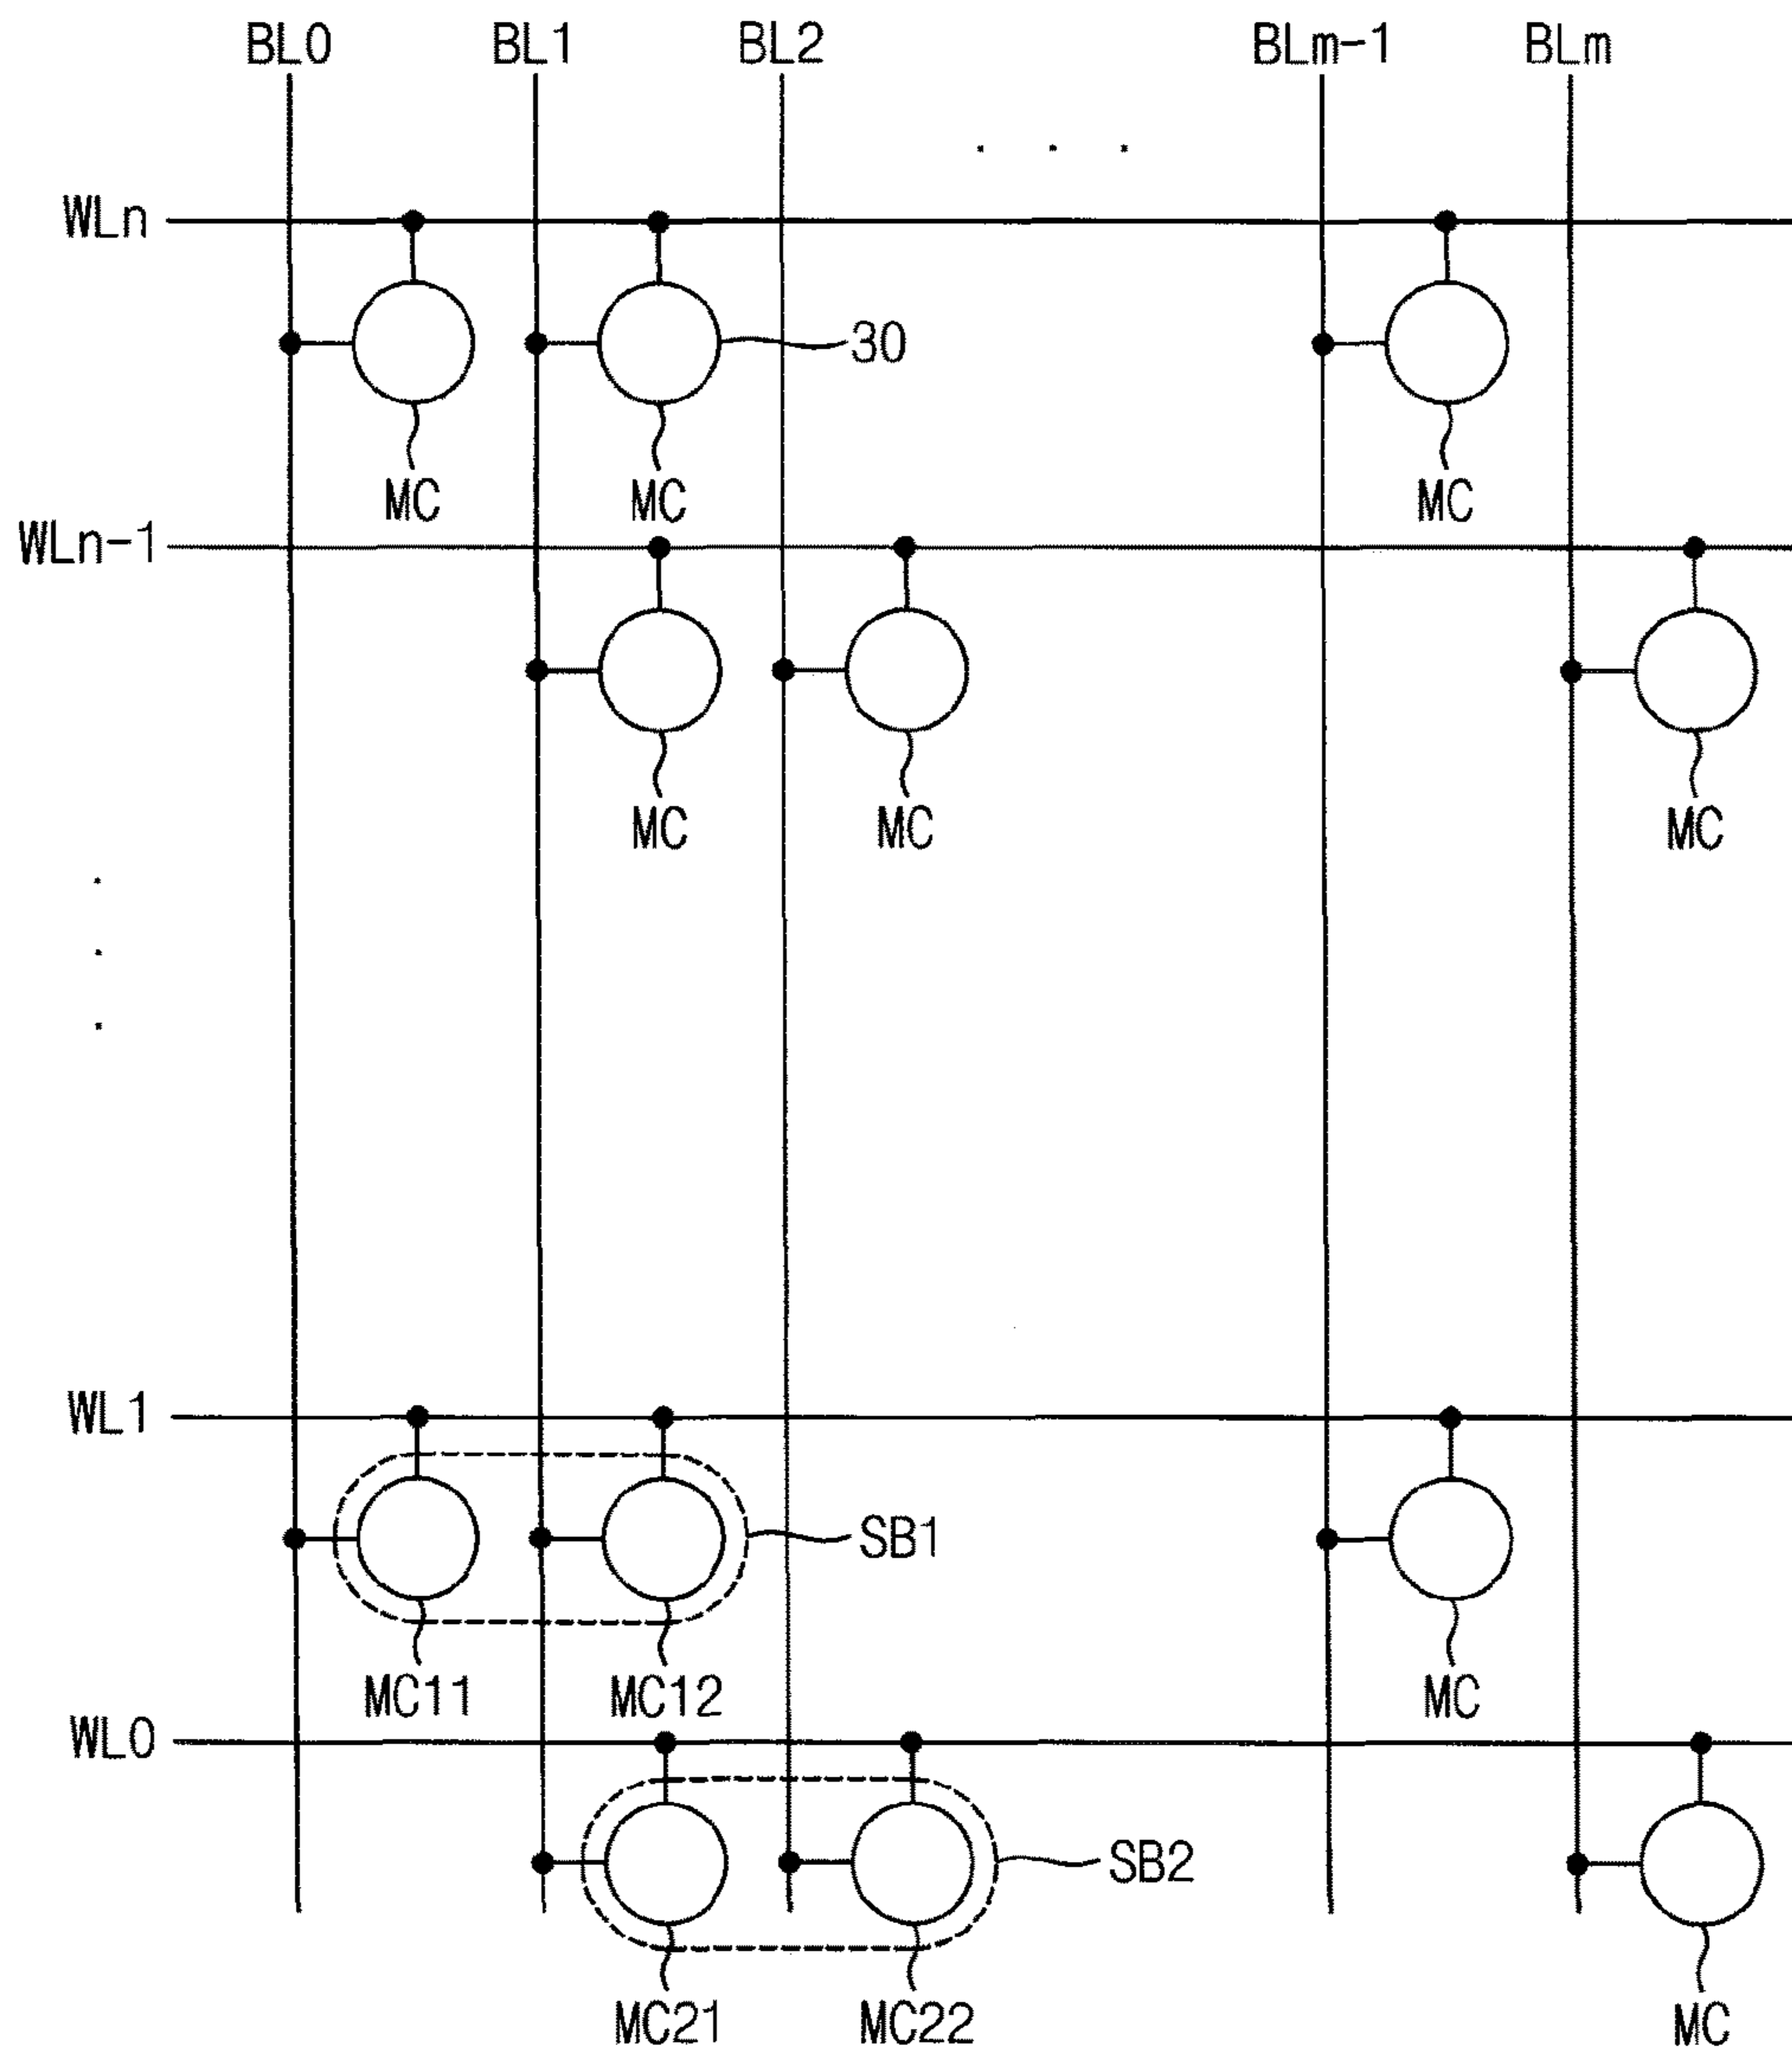 BL0 BL1 BL2 BLm-1 BLm
. . .
WLn
30
MC MC MC
WLn-1
MC MC MC
.
.
.
WL1
SB1
MC11 MC12 MC
WL0
SB2
MC21 MC22 MC